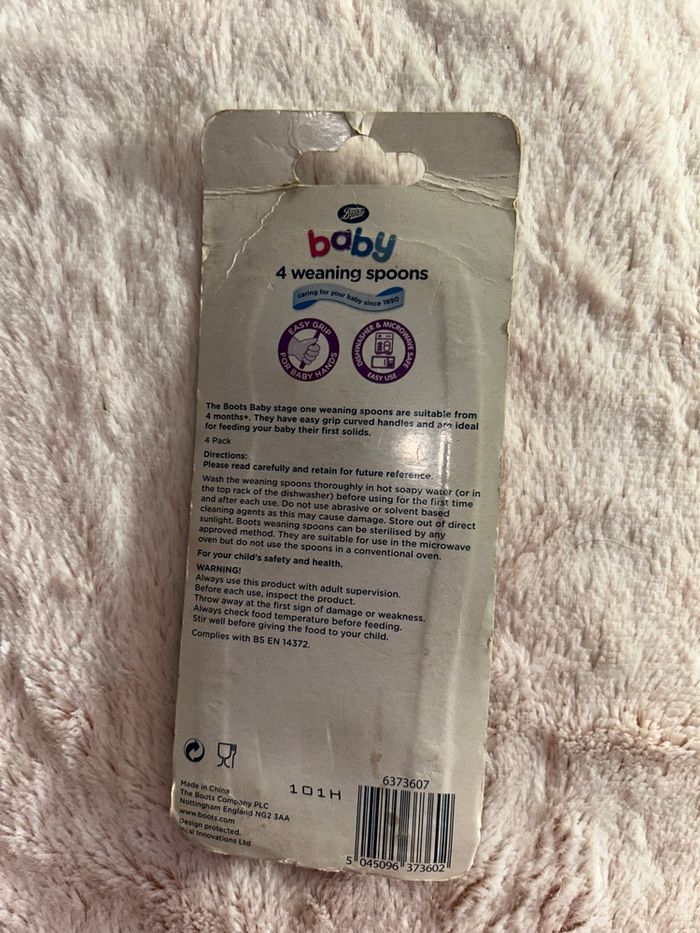 Boots
baby
4 weaning spoons
caring for your baby since 1890
EASY GRIP
FOR BABY HANDS
DISHWASHER & MICROWAVE SAFE
EASY USE
The Boots Baby stage one weaning spoons are suitable from
4 months+. They have easy grip curved handles and are ideal
for feeding your baby their first solids.
4 Pack
Directions:
Please read carefully and retain for future reference.
Wash the weaning spoons thoroughly in hot soapy water (or in
the top rack of the dishwasher) before using for the first time
and after each use. Do not use abrasive or solvent based
cleaning agents as this may cause damage. Store out of direct
sunlight. Boots weaning spoons can be sterilised by any
approved method. They are suitable for use in the microwave
oven but do not use the spoons in a conventional oven.
For your child's safety and health.
WARNING!
Always use this product with adult supervision.
Before each use, inspect the product.
Throw away at the first sign of damage or weakness.
Always check food temperature before feeding.
Stir well before giving the food to your child.
Complies with BS EN 14372.
Made in China
The Boots Company PLC
Nottingham England NG2 3AA
www.boots.com
Design protected.
Innovations Ltd
101H
6373607
5 045096 373602